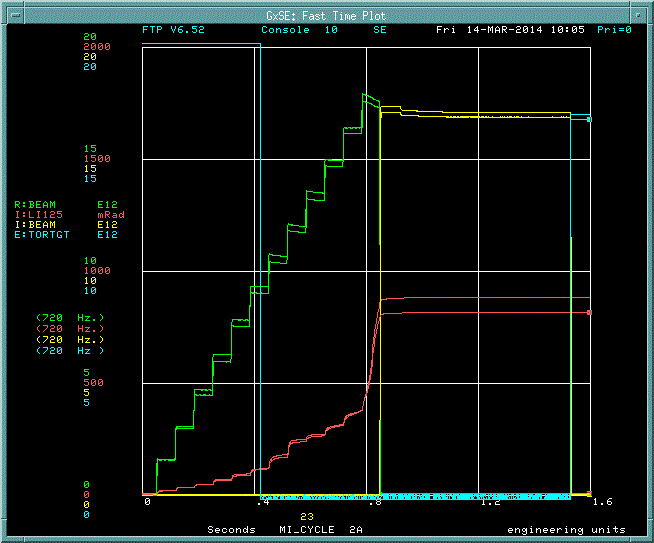 GxSE: Fast Time Plot
FTP V6.52 Console 10 SE Fri 14-MAR-2014 10:05 Pri=0
20
2000
20
20
15
1500
15
15
R:BEAM E12
I:LI125 mRad
I:BEAM E12
E:TORTGT E12
10
1000
10
10
(720 Hz.)
(720 Hz.)
(720 Hz.)
(720 Hz )
5
500
5
5
0
0
0
0
0 .4 .8 1.2 1.6
23
Seconds MI_CYCLE 2A engineering units